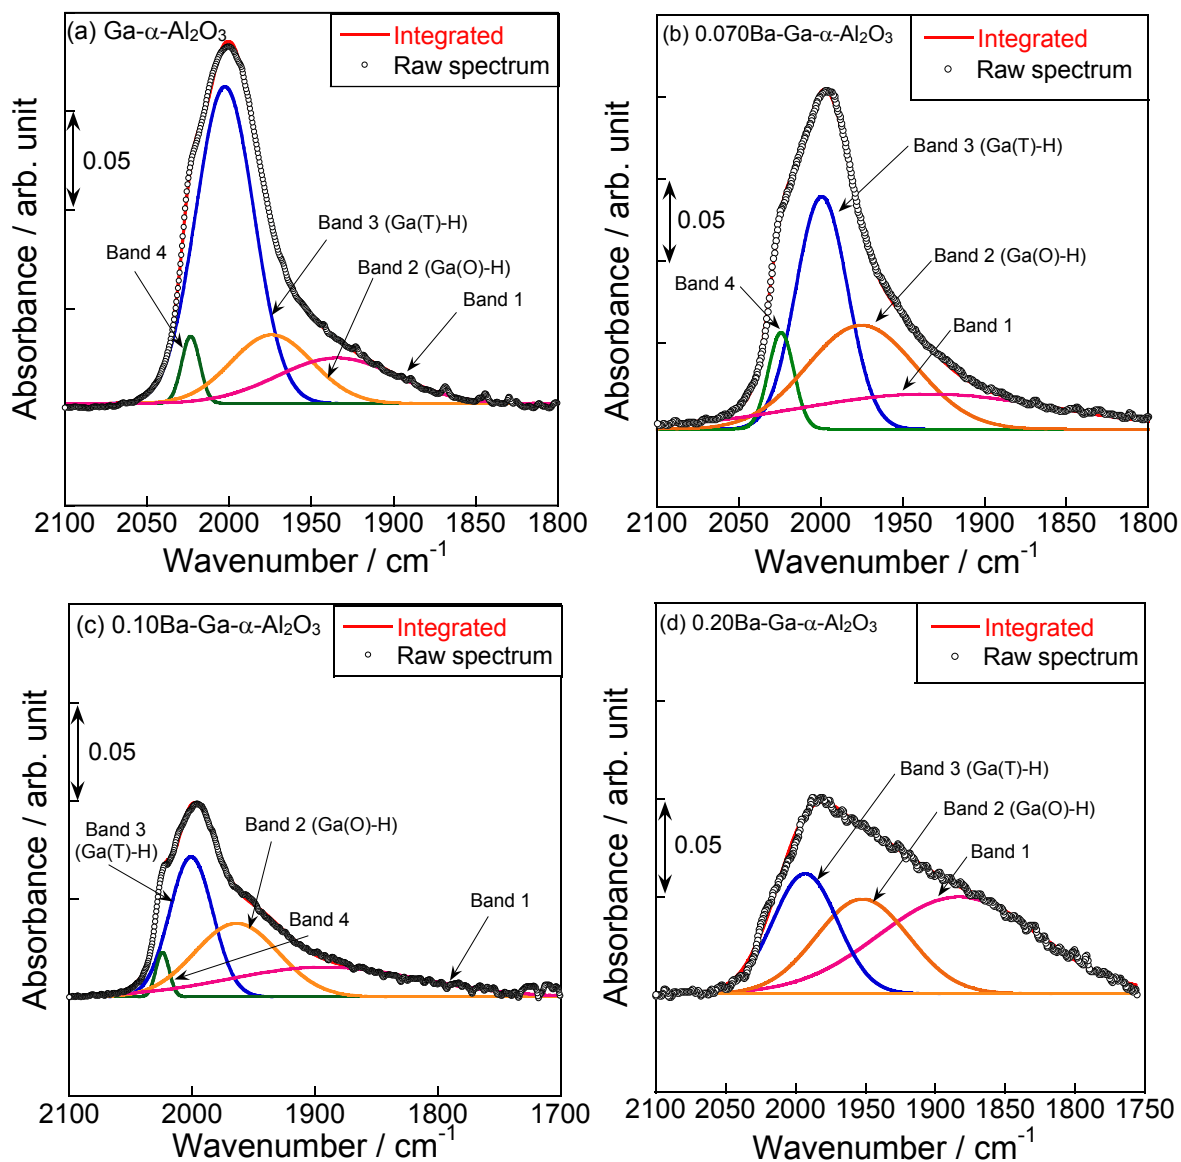 (a) Ga-α-Al₂O₃
Integrated
Raw spectrum
0.05
Band 4
Band 3 (Ga(T)-H)
Band 2 (Ga(O)-H)
Band 1
Absorbance / arb. unit
2100 2050 2000 1950 1900 1850 1800
Wavenumber / cm⁻¹
(b) 0.070Ba-Ga-α-Al₂O₃
Integrated
Raw spectrum
0.05
Band 3 (Ga(T)-H)
Band 2 (Ga(O)-H)
Band 4
Band 1
Absorbance / arb. unit
2100 2050 2000 1950 1900 1850 1800
Wavenumber / cm⁻¹
(c) 0.10Ba-Ga-α-Al₂O₃
Integrated
Raw spectrum
0.05
Band 3
(Ga(T)-H)
Band 2 (Ga(O)-H)
Band 4
Band 1
Absorbance / arb. unit
2100 2000 1900 1800 1700
Wavenumber / cm⁻¹
(d) 0.20Ba-Ga-α-Al₂O₃
Integrated
Raw spectrum
0.05
Band 3 (Ga(T)-H)
Band 2 (Ga(O)-H)
Band 1
Absorbance / arb. unit
2100 2050 2000 1950 1900 1850 1800 1750
Wavenumber / cm⁻¹